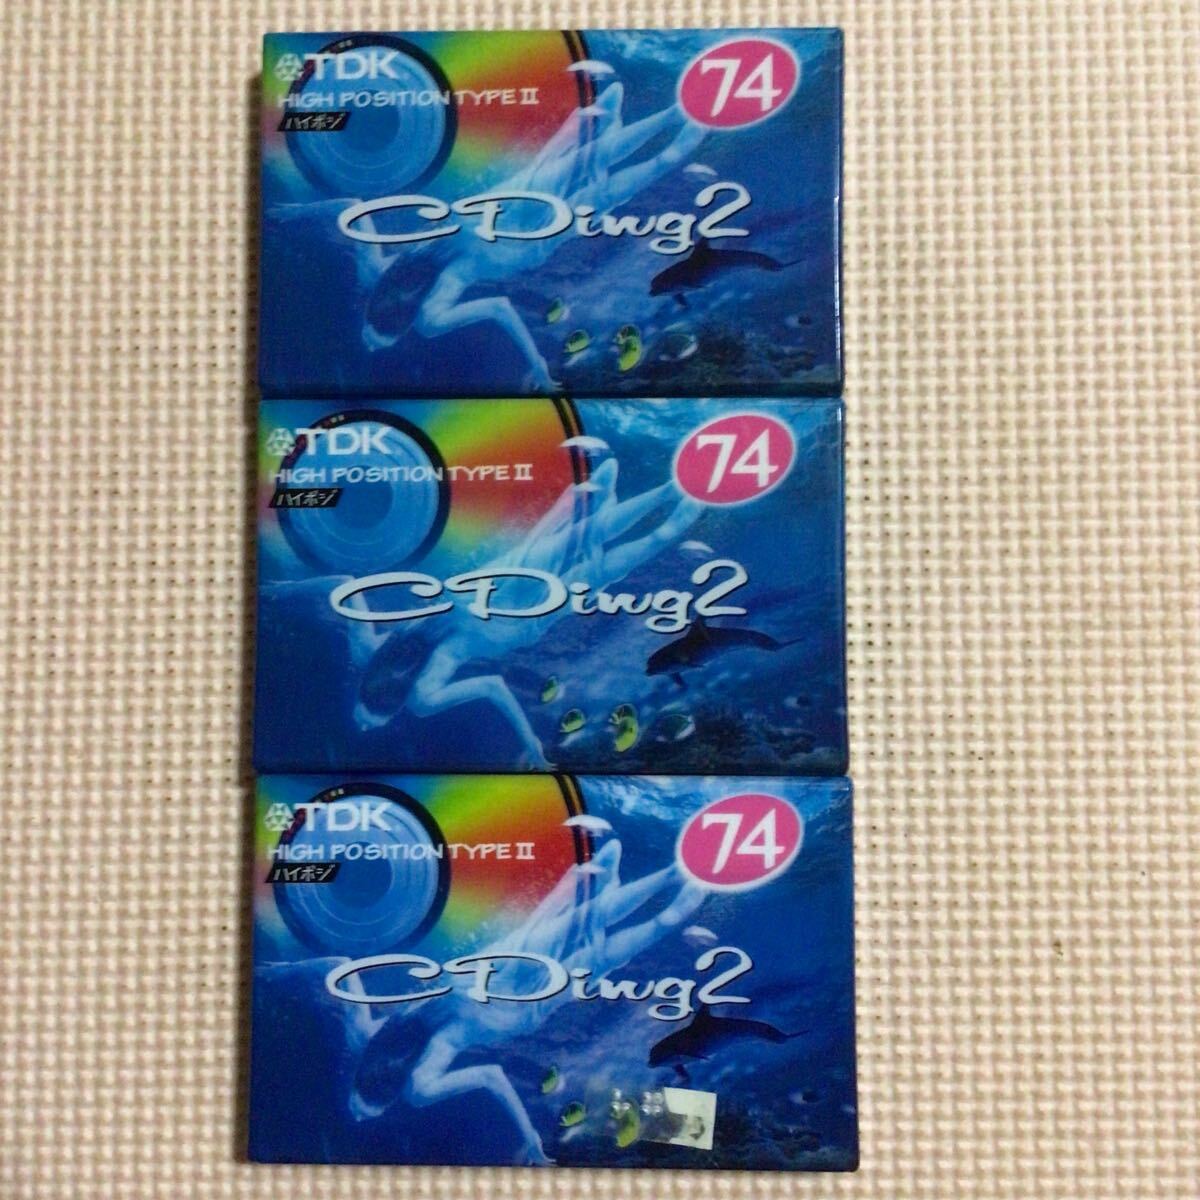 TDK
74
HIGH POSITION TYPE II
ハイポジ
CDing2
TDK
74
HIGH POSITION TYPE II
ハイポジ
CDing2
TDK
74
HIGH POSITION TYPE II
ハイポジ
CDing2